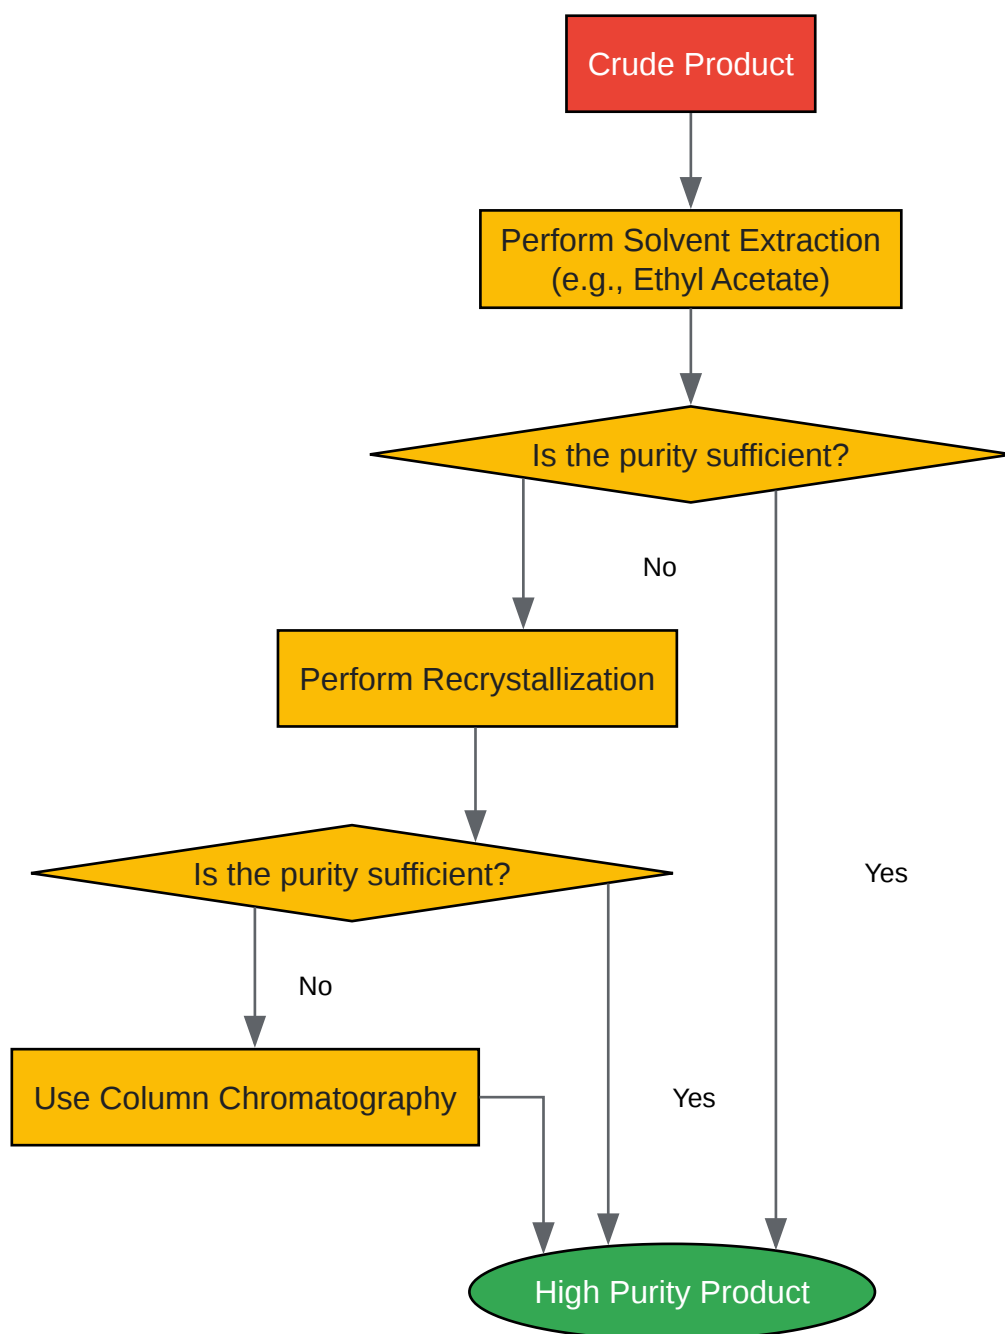 Crude Product
Perform Solvent Extraction
(e.g., Ethyl Acetate)
Is the purity sufficient?
No
Perform Recrystallization
Is the purity sufficient?
Yes
No
Use Column Chromatography
Yes
High Purity Product